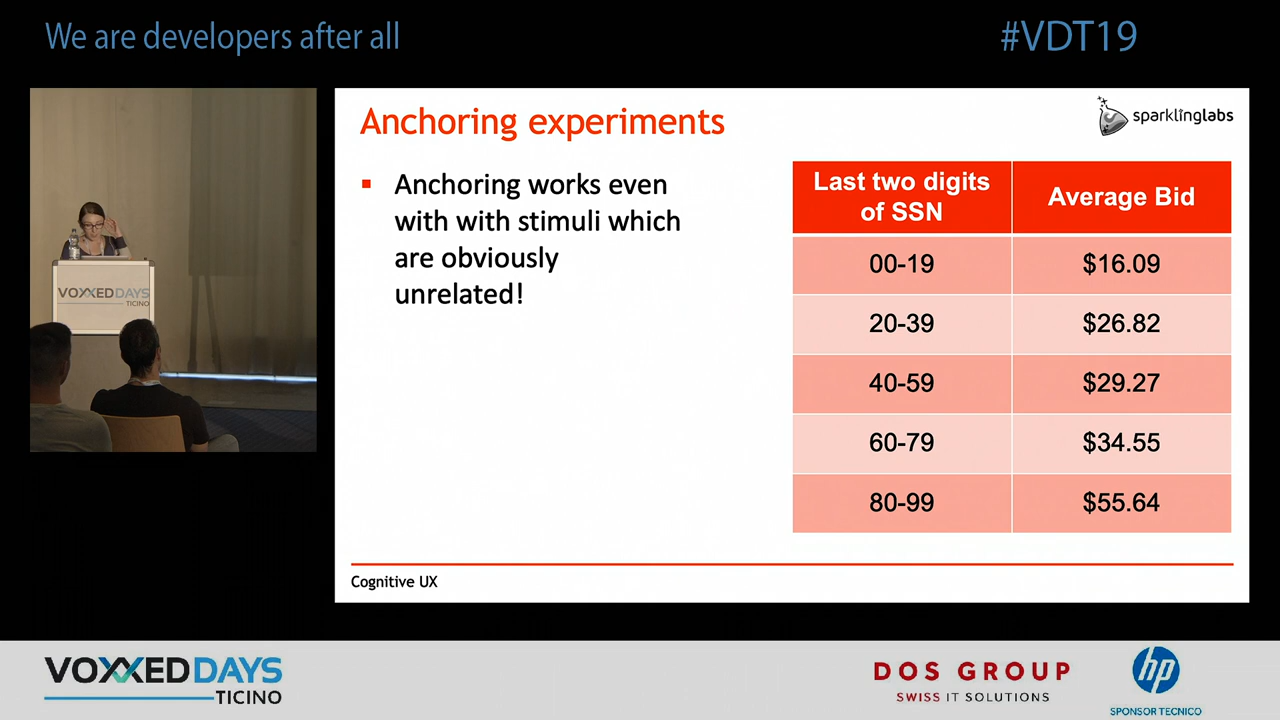 We are developers after all
#VDT19
Anchoring experiments
sparklinglabs
▪ Anchoring works even
with with stimuli which
are obviously
unrelated!
Last two digits
of SSN
Average Bid
00-19 $16.09
20-39 $26.82
40-59 $29.27
60-79 $34.55
80-99 $55.64
Cognitive UX
VOXXEDDAYS
TICINO
VOXXEDDAYS
TICINO
DOS GROUP
SWISS IT SOLUTIONS
hp
SPONSOR TECNICO